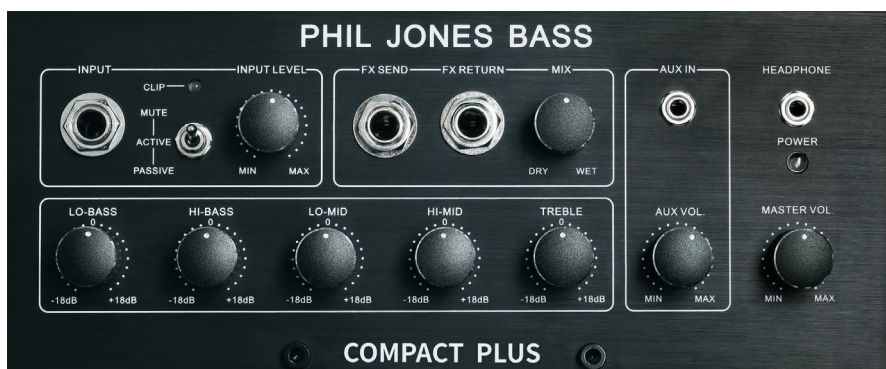 PHIL JONES BASS
INPUT
INPUT LEVEL
FX SEND
FX RETURN
MIX
AUX IN
HEADPHONE
CLIP
MUTE
ACTIVE
PASSIVE
MIN MAX
DRY WET
POWER
LO-BASS
HI-BASS
LO-MID
HI-MID
TREBLE
AUX VOL.
MASTER VOL
0
0
0
0
0
-18dB +18dB
-18dB +18dB
-18dB +18dB
-18dB +18dB
-18dB +18dB
MIN MAX
MIN MAX
COMPACT PLUS